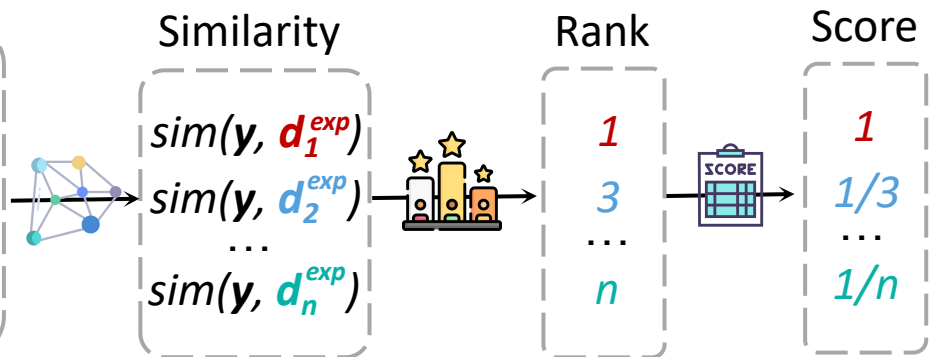 Similarity
Rank
Score
sim(y, d₁ᵉˣᵖ)
1
1
sim(y, d₂ᵉˣᵖ)
3
SCORE
1/3
...
...
...
sim(y, dₙᵉˣᵖ)
n
1/n